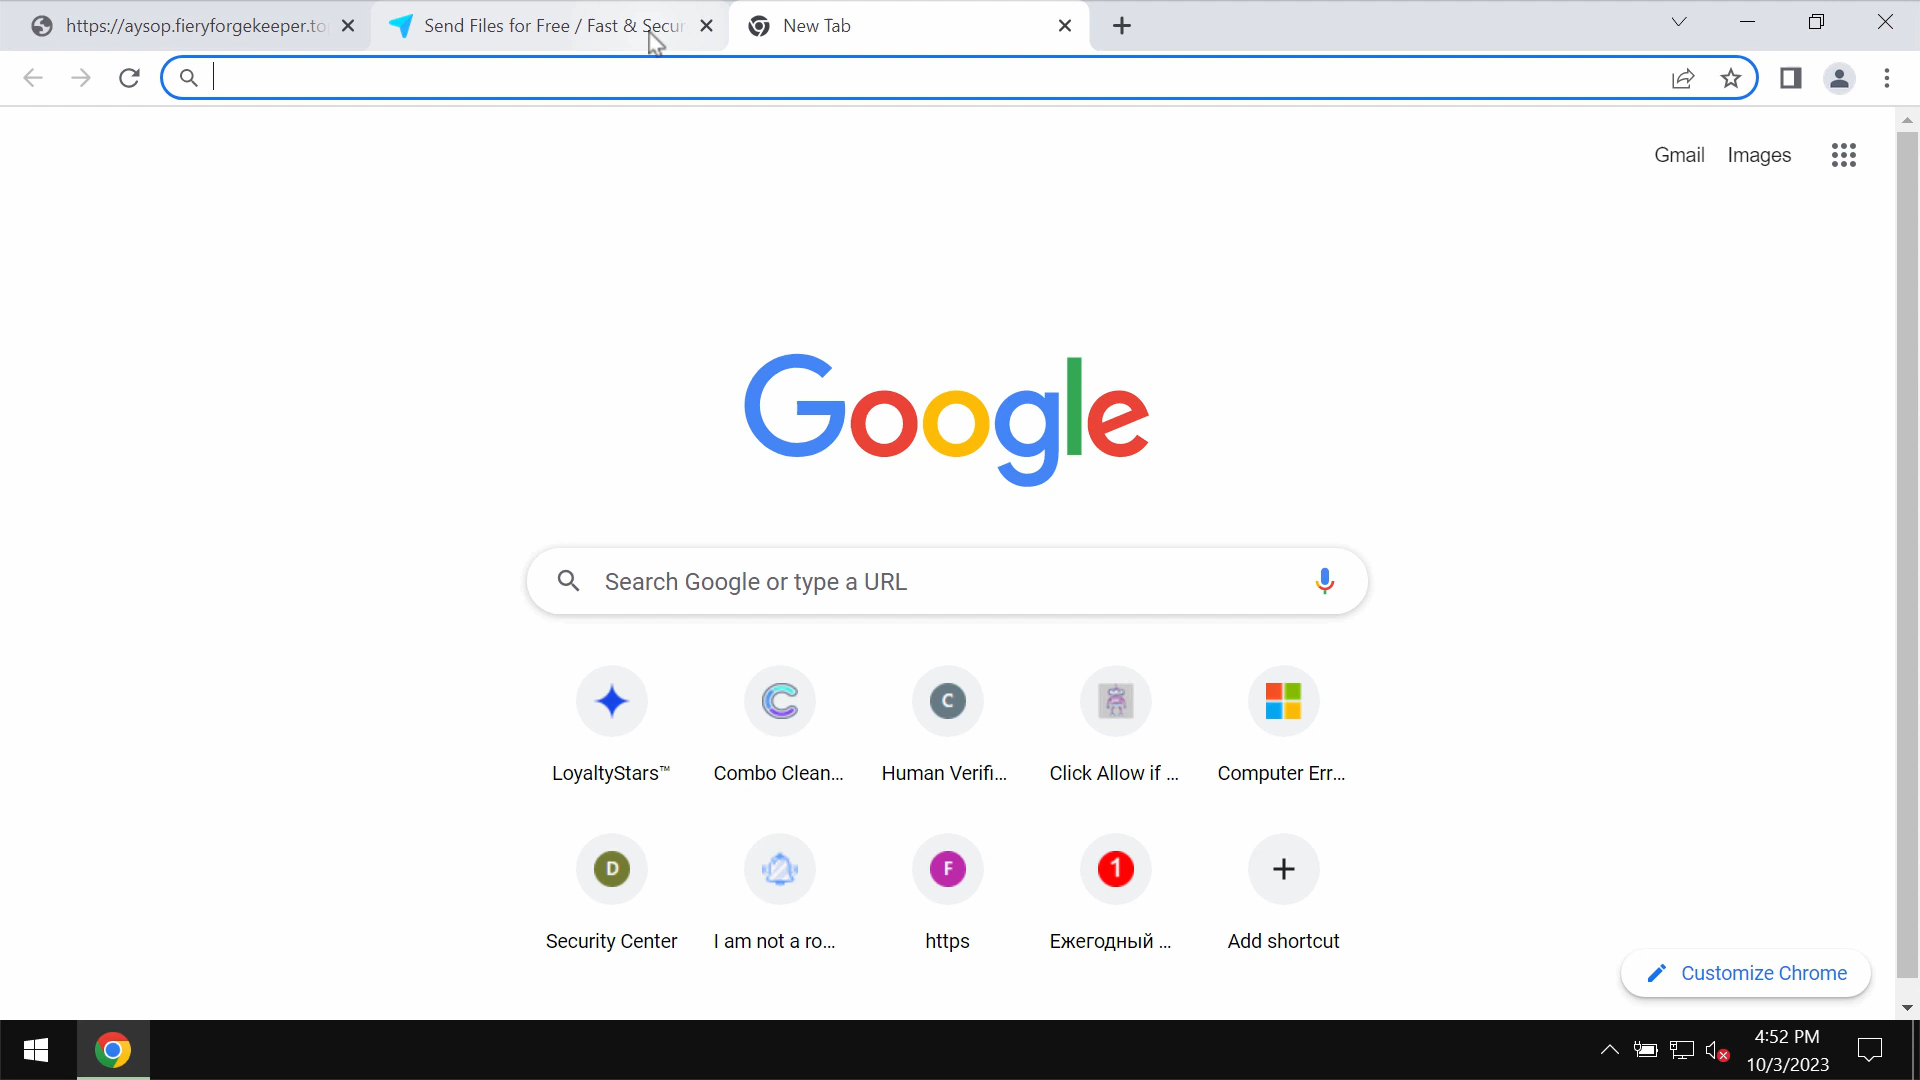 https://aysop.fieryforgekeeper.to
Send Files for Free / Fast & Secur
New Tab
Gmail
Images
Google
Search Google or type a URL
LoyaltyStars™
Combo Clean...
C
Human Verifi...
Click Allow if ...
Computer Err...
D
Security Center
I am not a ro...
F
https
1
Ежегодный ...
Add shortcut
Customize Chrome
4:52 PM
10/3/2023